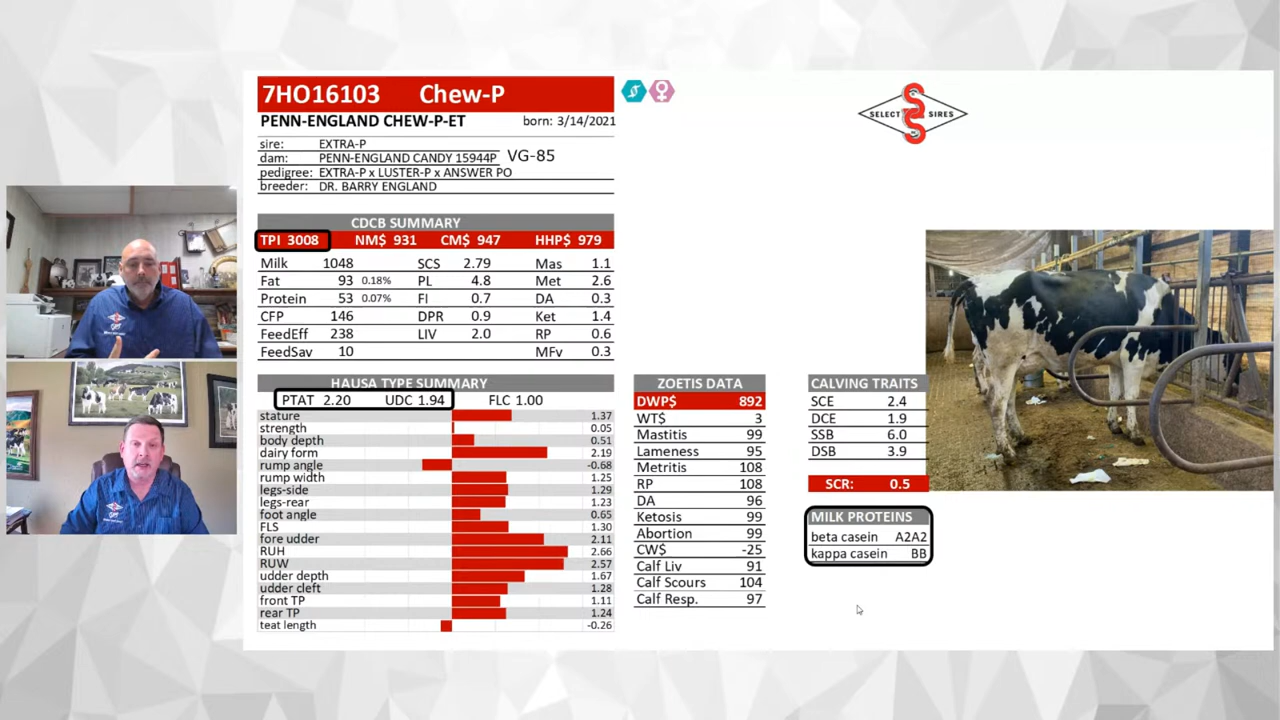 7HO16103 Chew-P
PENN-ENGLAND CHEW-P-ET born: 3/14/2021
sire: EXTRA-P
dam: PENN-ENGLAND CANDY 15944P VG-85
pedigree: EXTRA-P x LUSTER-P x ANSWER PO
breeder: DR. BARRY ENGLAND
SELECT SIRES
CDCB SUMMARY
TPI 3008 NM$ 931 CM$ 947 HHP$ 979
Milk 1048 SCS 2.79 Mas 1.1
Fat 93 0.18% PL 4.8 Met 2.6
Protein 53 0.07% FI 0.7 DA 0.3
CFP 146 DPR 0.9 Ket 1.4
FeedEff 238 LIV 2.0 RP 0.6
FeedSav 10 MFv 0.3
HAUSA TYPE SUMMARY
PTAT 2.20 UDC 1.94 FLC 1.00
stature 1.37
strength 0.05
body depth 0.51
dairy form 2.19
rump angle -0.68
rump width 1.25
legs-side 1.29
legs-rear 1.23
foot angle 0.65
FLS 1.30
fore udder 2.11
RUH 2.66
RUW 2.57
udder depth 1.67
udder cleft 1.28
front TP 1.11
rear TP 1.24
teat length -0.26
ZOETIS DATA
DWP$ 892
WT$ 3
Mastitis 99
Lameness 95
Metritis 108
RP 108
DA 96
Ketosis 99
Abortion 99
CW$ -25
Calf Liv 91
Calf Scours 104
Calf Resp. 97
CALVING TRAITS
SCE 2.4
DCE 1.9
SSB 6.0
DSB 3.9
SCR: 0.5
MILK PROTEINS
beta casein A2A2
kappa casein BB